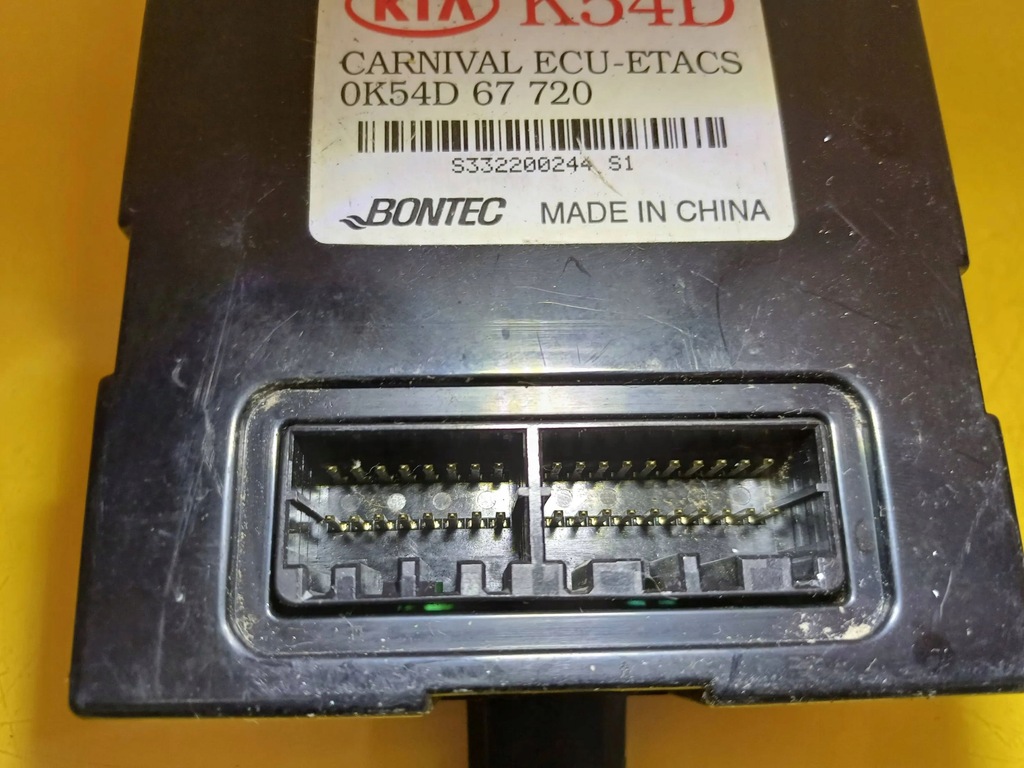 KIA K54D
CARNIVAL ECU-ETACS
0K54D 67 720
S332200244 S1
BONTEC MADE IN CHINA